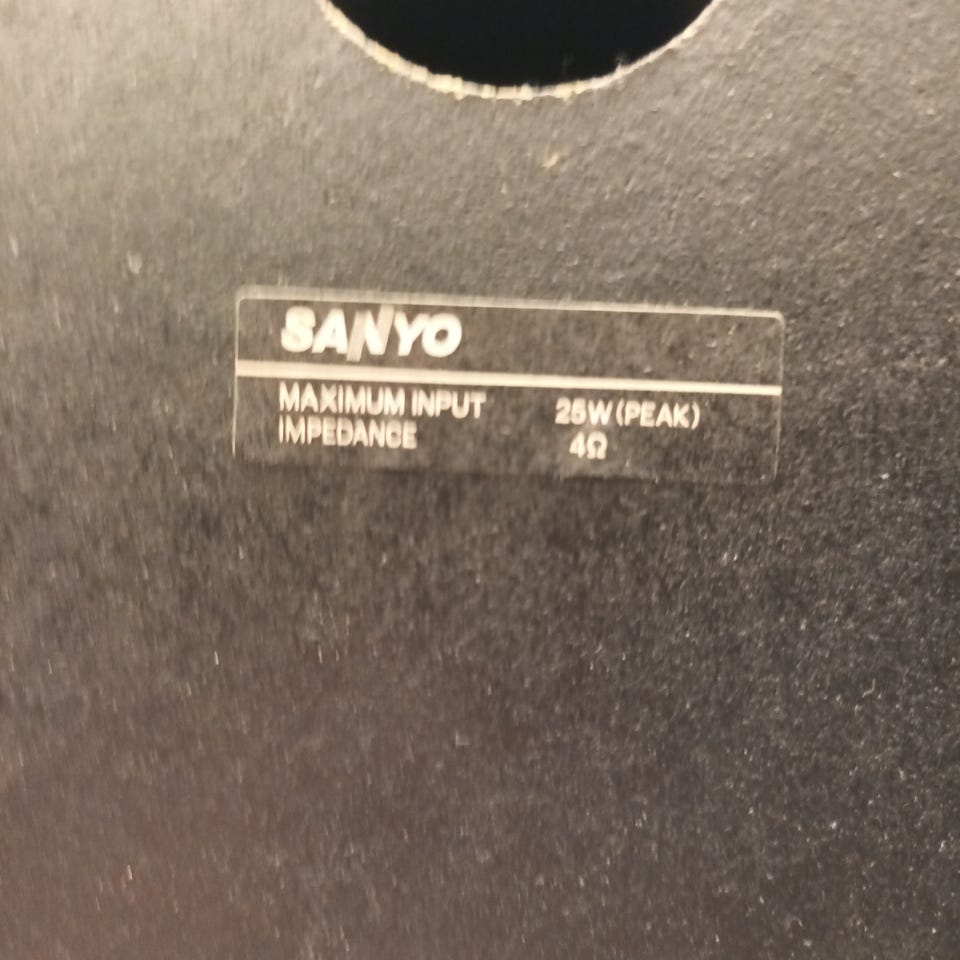 SANYO
MAXIMUM INPUT 25W (PEAK)
IMPEDANCE 4Ω